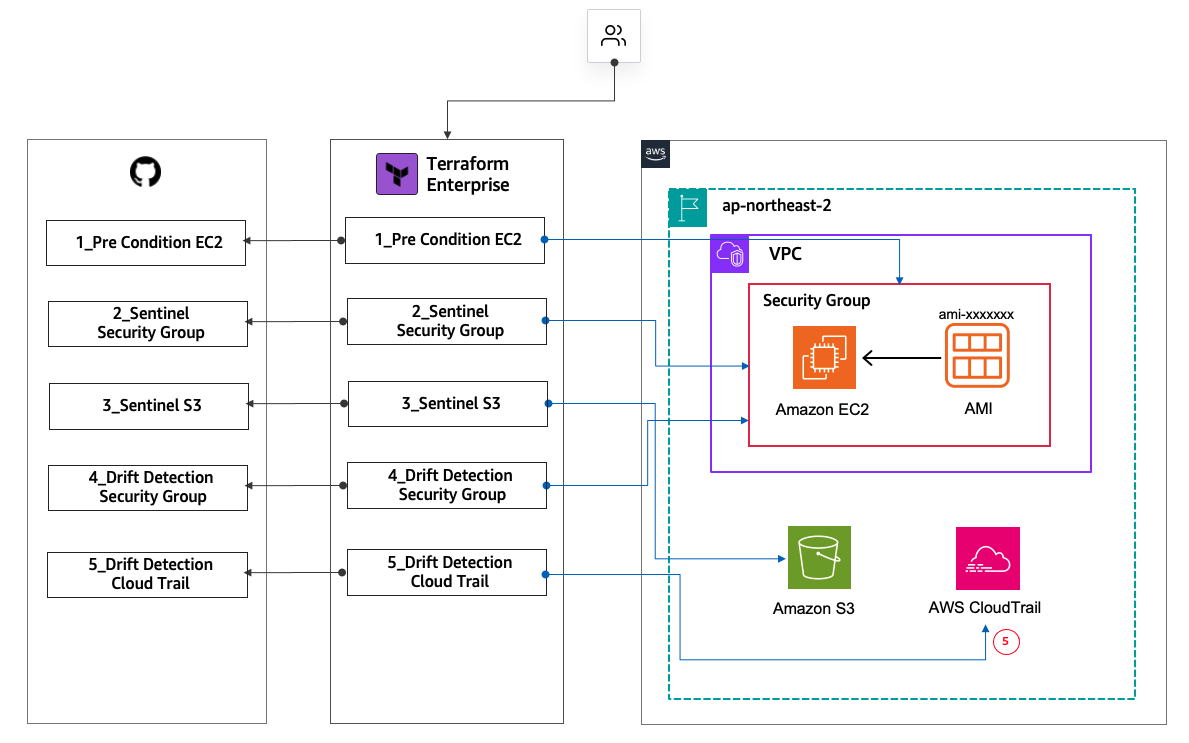 1_Pre Condition EC2
2_Sentinel
Security Group
3_Sentinel S3
4_Drift Detection
Security Group
5_Drift Detection
Cloud Trail
Terraform
Enterprise
1_Pre Condition EC2
2_Sentinel
Security Group
3_Sentinel S3
4_Drift Detection
Security Group
5_Drift Detection
Cloud Trail
aws
ap-northeast-2
VPC
Security Group
ami-xxxxxxx
Amazon EC2
AMI
Amazon S3
AWS CloudTrail
5